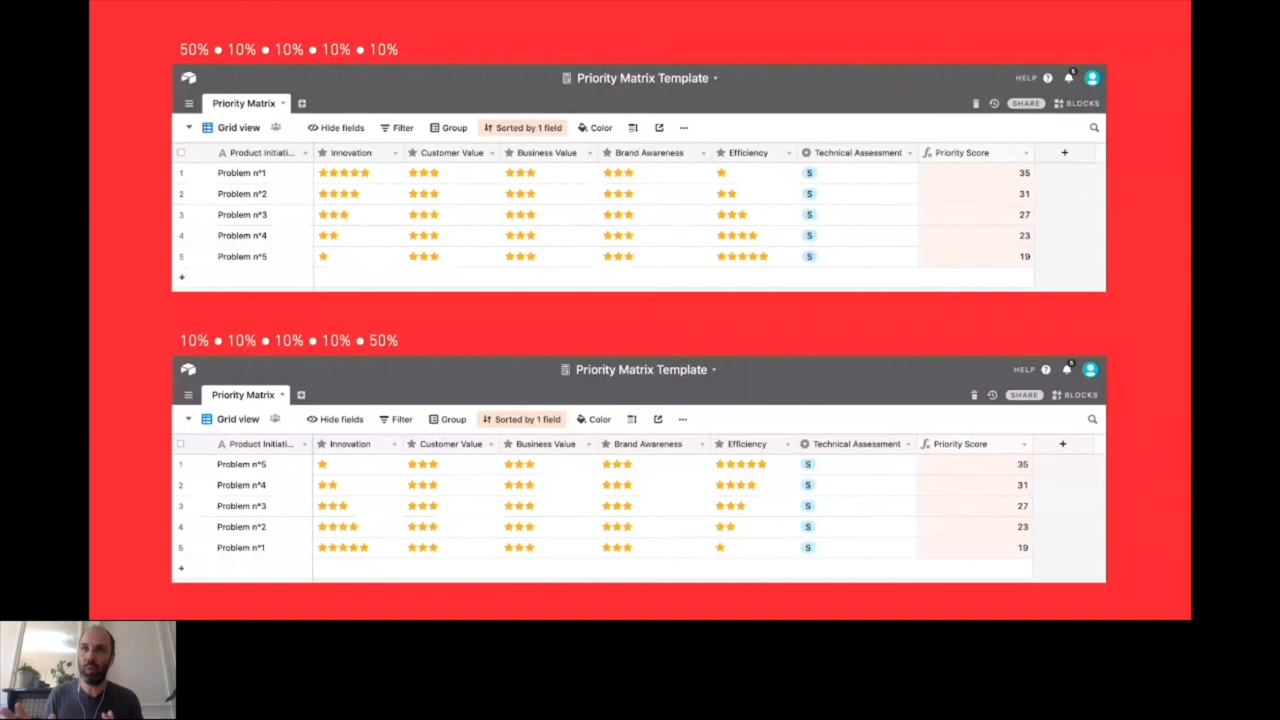 50% ● 10% ● 10% ● 10% ● 10%
Priority Matrix Template HELP 5
Priority Matrix SHARE BLOCKS
Grid view Hide fields Filter Group Sorted by 1 field Color ...
A Product Initiati... Innovation Customer Value Business Value Brand Awareness Efficiency Technical Assessment Priority Score +
1 Problem n°1 S 35
2 Problem n°2 S 31
3 Problem n°3 S 27
4 Problem n°4 S 23
5 Problem n°5 S 19
+
10% ● 10% ● 10% ● 10% ● 50%
Priority Matrix Template HELP 5
Priority Matrix SHARE BLOCKS
Grid view Hide fields Filter Group Sorted by 1 field Color ...
A Product Initiati... Innovation Customer Value Business Value Brand Awareness Efficiency Technical Assessment Priority Score +
1 Problem n°5 S 35
2 Problem n°4 S 31
3 Problem n°3 S 27
4 Problem n°2 S 23
5 Problem n°1 S 19
+